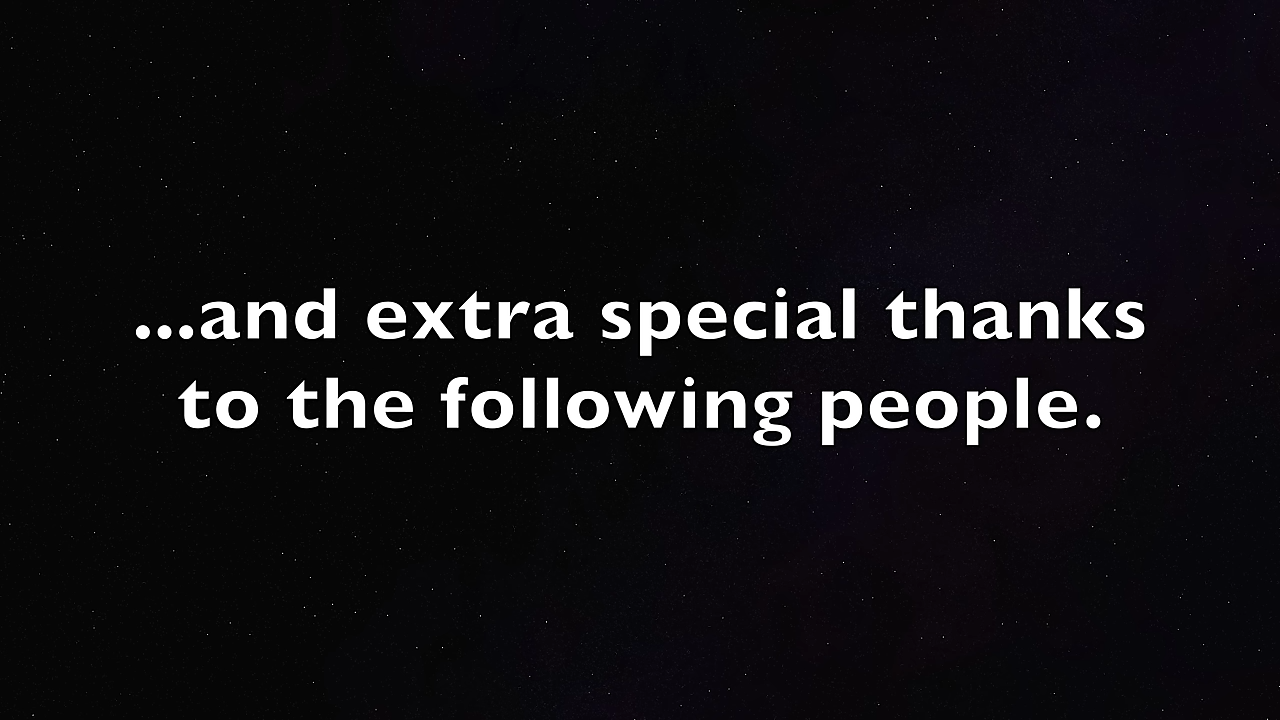 ...and extra special thanks
to the following people.